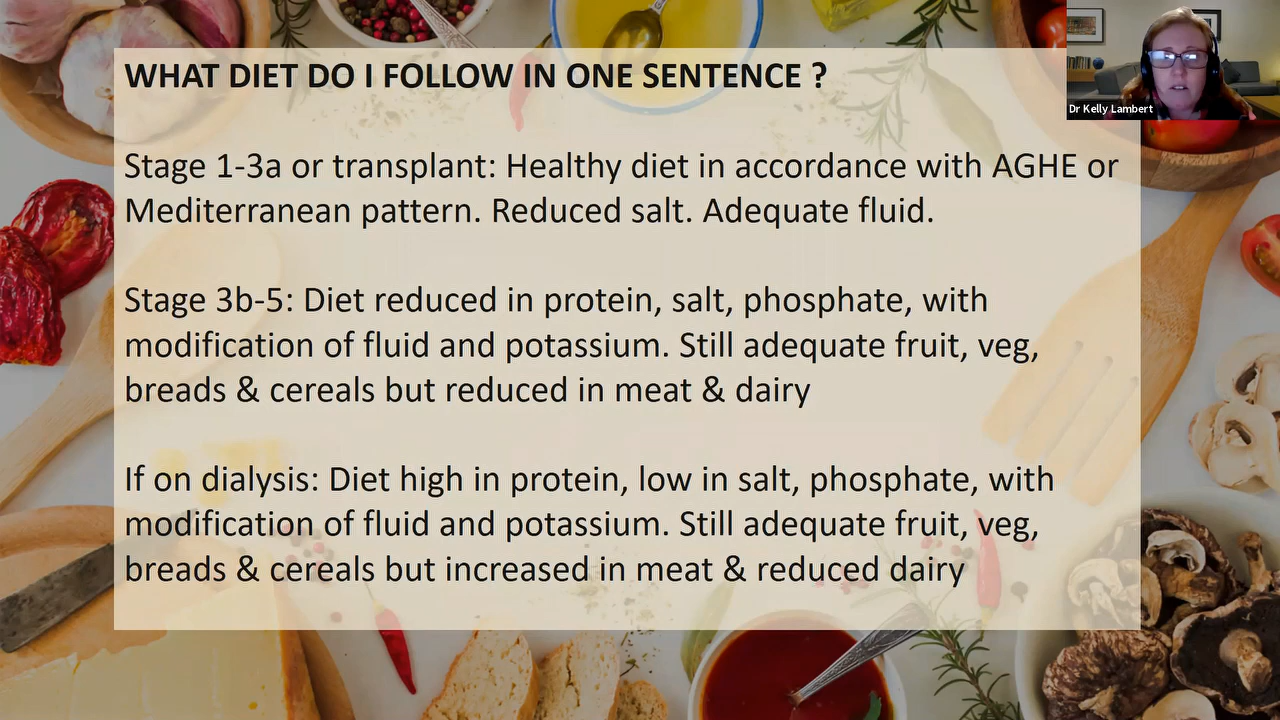 WHAT DIET DO I FOLLOW IN ONE SENTENCE ?
Dr Kelly Lambert
Stage 1-3a or transplant: Healthy diet in accordance with AGHE or
Mediterranean pattern. Reduced salt. Adequate fluid.
Stage 3b-5: Diet reduced in protein, salt, phosphate, with
modification of fluid and potassium. Still adequate fruit, veg,
breads & cereals but reduced in meat & dairy
If on dialysis: Diet high in protein, low in salt, phosphate, with
modification of fluid and potassium. Still adequate fruit, veg,
breads & cereals but increased in meat & reduced dairy